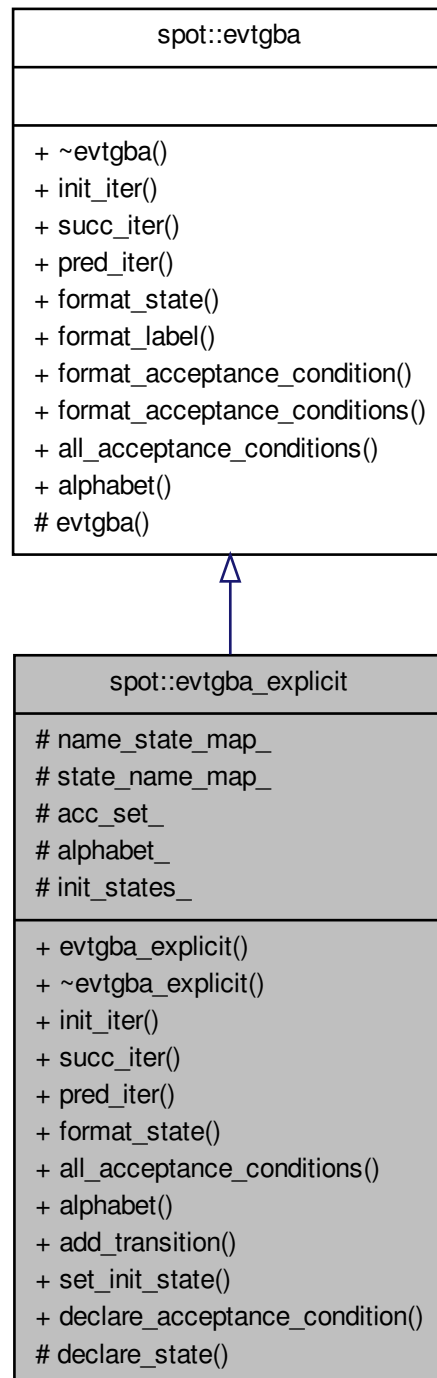 spot::evtgba
+ ~evtgba()
+ init_iter()
+ succ_iter()
+ pred_iter()
+ format_state()
+ format_label()
+ format_acceptance_condition()
+ format_acceptance_conditions()
+ all_acceptance_conditions()
+ alphabet()
# evtgba()
spot::evtgba_explicit
# name_state_map_
# state_name_map_
# acc_set_
# alphabet_
# init_states_
+ evtgba_explicit()
+ ~evtgba_explicit()
+ init_iter()
+ succ_iter()
+ pred_iter()
+ format_state()
+ all_acceptance_conditions()
+ alphabet()
+ add_transition()
+ set_init_state()
+ declare_acceptance_condition()
# declare_state()